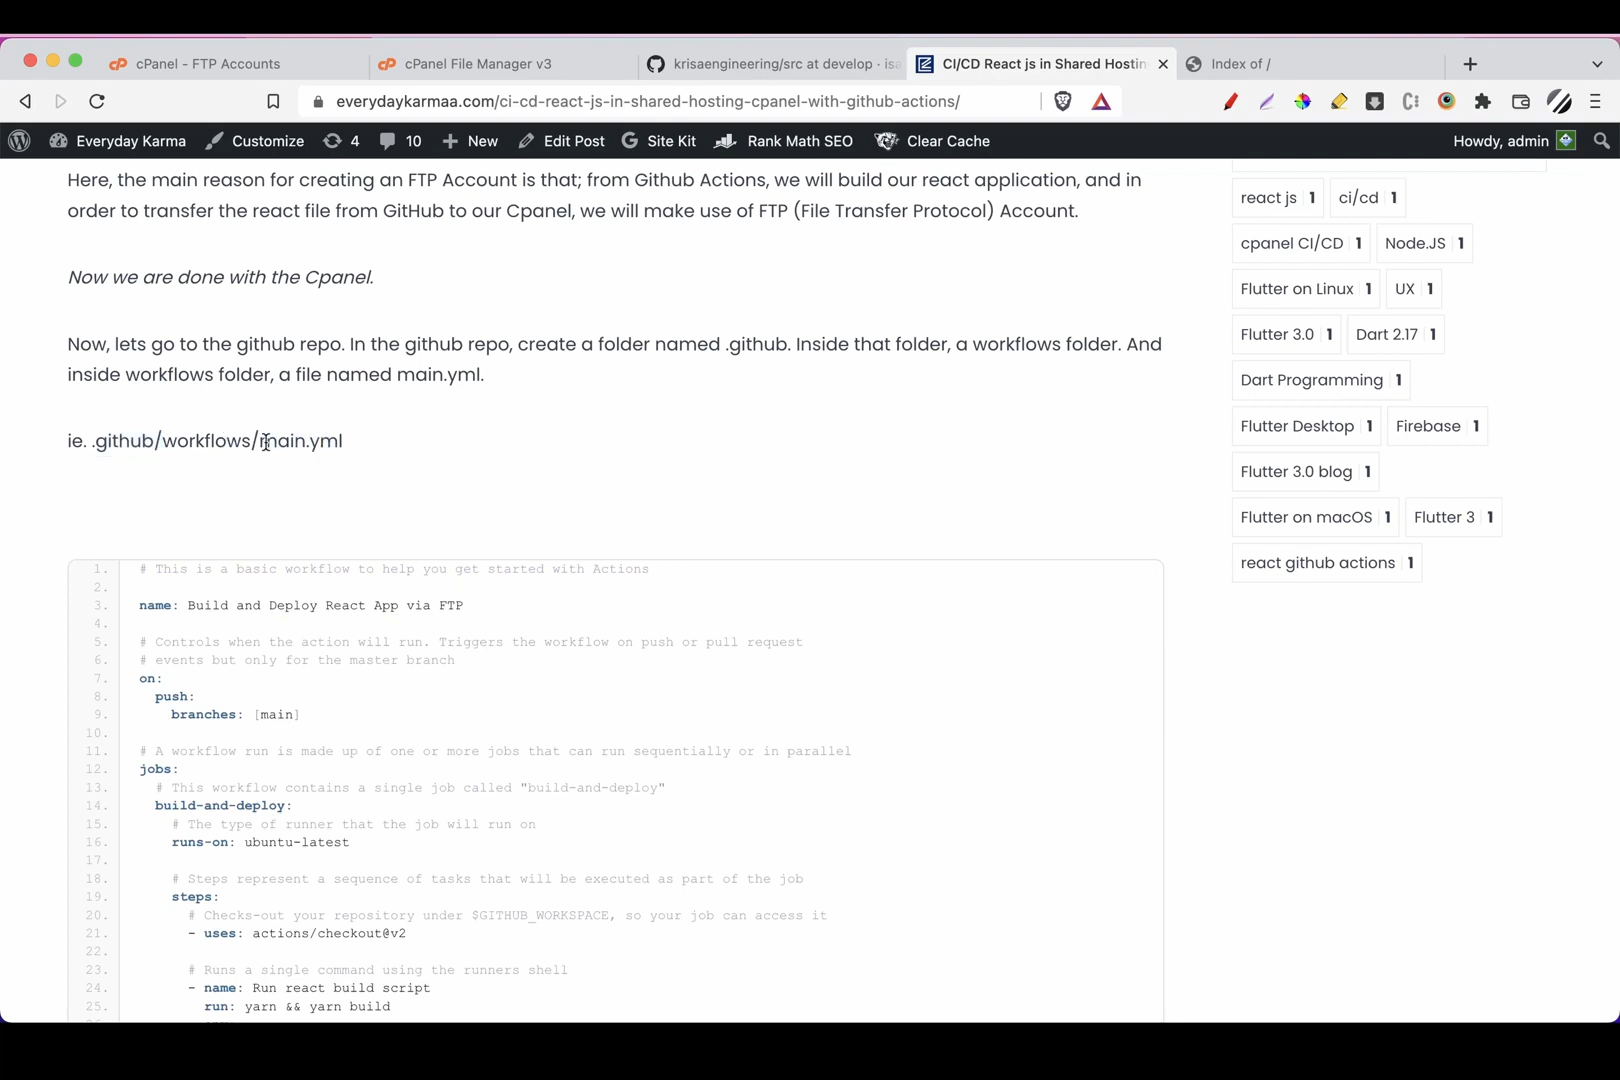 cPanel - FTP Accounts
cPanel File Manager v3
krisaengineering/src at develop · isa
CI/CD React js in Shared Hostin
Index of /
everydaykarmaa.com/ci-cd-react-js-in-shared-hosting-cpanel-with-github-actions/
Everyday Karma
Customize
4
10
New
Edit Post
Site Kit
Rank Math SEO
Clear Cache
Howdy, admin
Here, the main reason for creating an FTP Account is that; from Github Actions, we will build our react application, and in
order to transfer the react file from GitHub to our Cpanel, we will make use of FTP (File Transfer Protocol) Account.
Now we are done with the Cpanel.
Now, lets go to the github repo. In the github repo, create a folder named .github. Inside that folder, a workflows folder. And
inside workflows folder, a file named main.yml.
ie. .github/workflows/main.yml
1. # This is a basic workflow to help you get started with Actions
2.
3. name: Build and Deploy React App via FTP
4.
5. # Controls when the action will run. Triggers the workflow on push or pull request
6. # events but only for the master branch
7. on:
8. push:
9. branches: [main]
10.
11. # A workflow run is made up of one or more jobs that can run sequentially or in parallel
12. jobs:
13. # This workflow contains a single job called "build-and-deploy"
14. build-and-deploy:
15. # The type of runner that the job will run on
16. runs-on: ubuntu-latest
17.
18. # Steps represent a sequence of tasks that will be executed as part of the job
19. steps:
20. # Checks-out your repository under $GITHUB_WORKSPACE, so your job can access it
21. - uses: actions/checkout@v2
22.
23. # Runs a single command using the runners shell
24. - name: Run react build script
25. run: yarn && yarn build
react js 1
ci/cd 1
cpanel CI/CD 1
Node.JS 1
Flutter on Linux 1
UX 1
Flutter 3.0 1
Dart 2.17 1
Dart Programming 1
Flutter Desktop 1
Firebase 1
Flutter 3.0 blog 1
Flutter on macOS 1
Flutter 3 1
react github actions 1